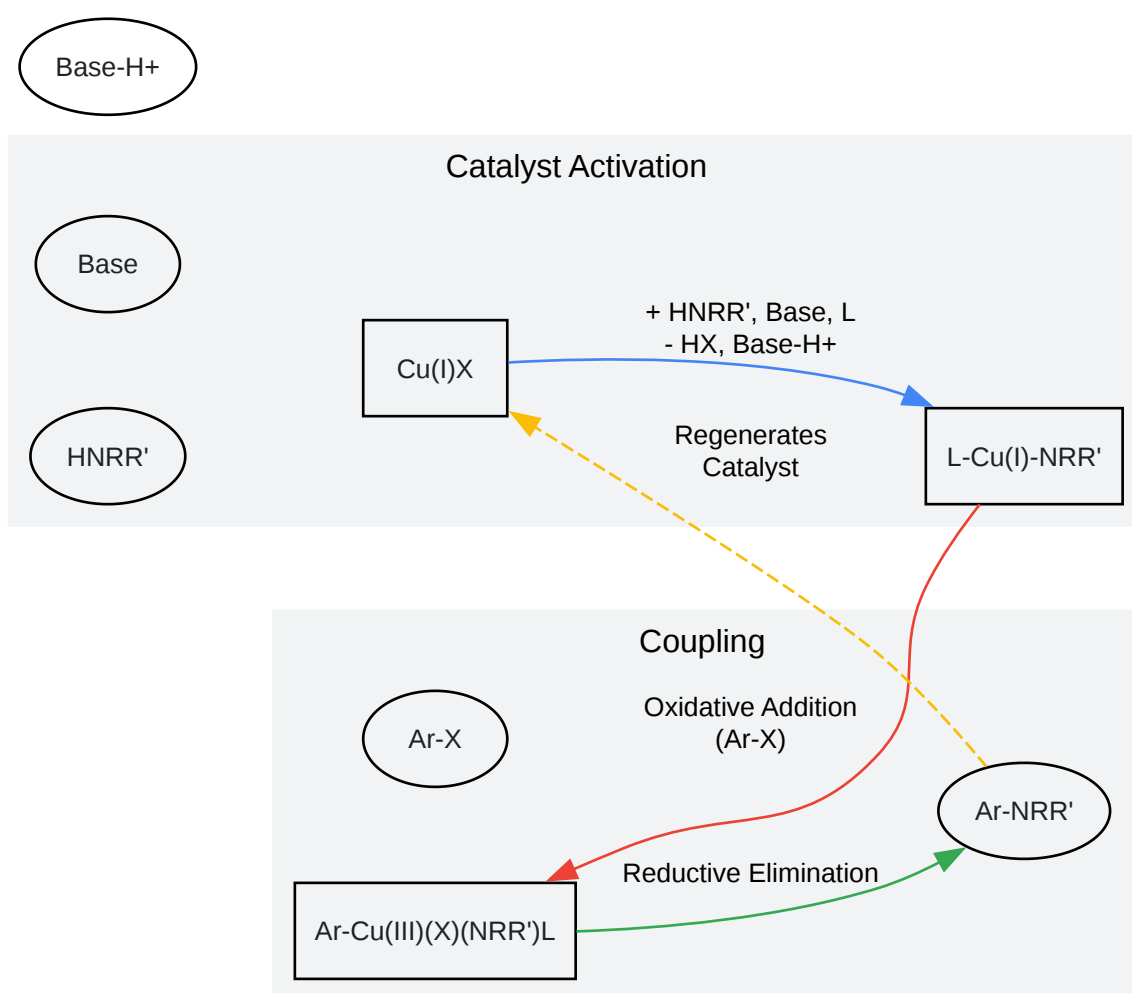 Base-H+
Catalyst Activation
Base
+ HNRR', Base, L
- HX, Base-H+
Cu(I)X
Regenerates
Catalyst
HNRR'
L-Cu(I)-NRR'
Coupling
Oxidative Addition
(Ar-X)
Ar-X
Ar-NRR'
Reductive Elimination
Ar-Cu(III)(X)(NRR')L